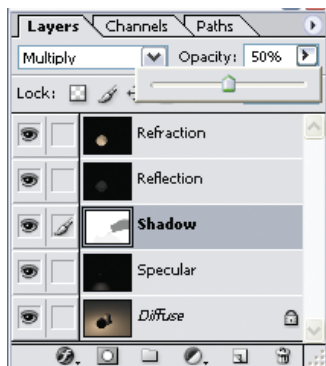 Layers Channels Paths
Multiply Opacity: 50%
Lock:
Refraction
Reflection
Shadow
Specular
Diffuse